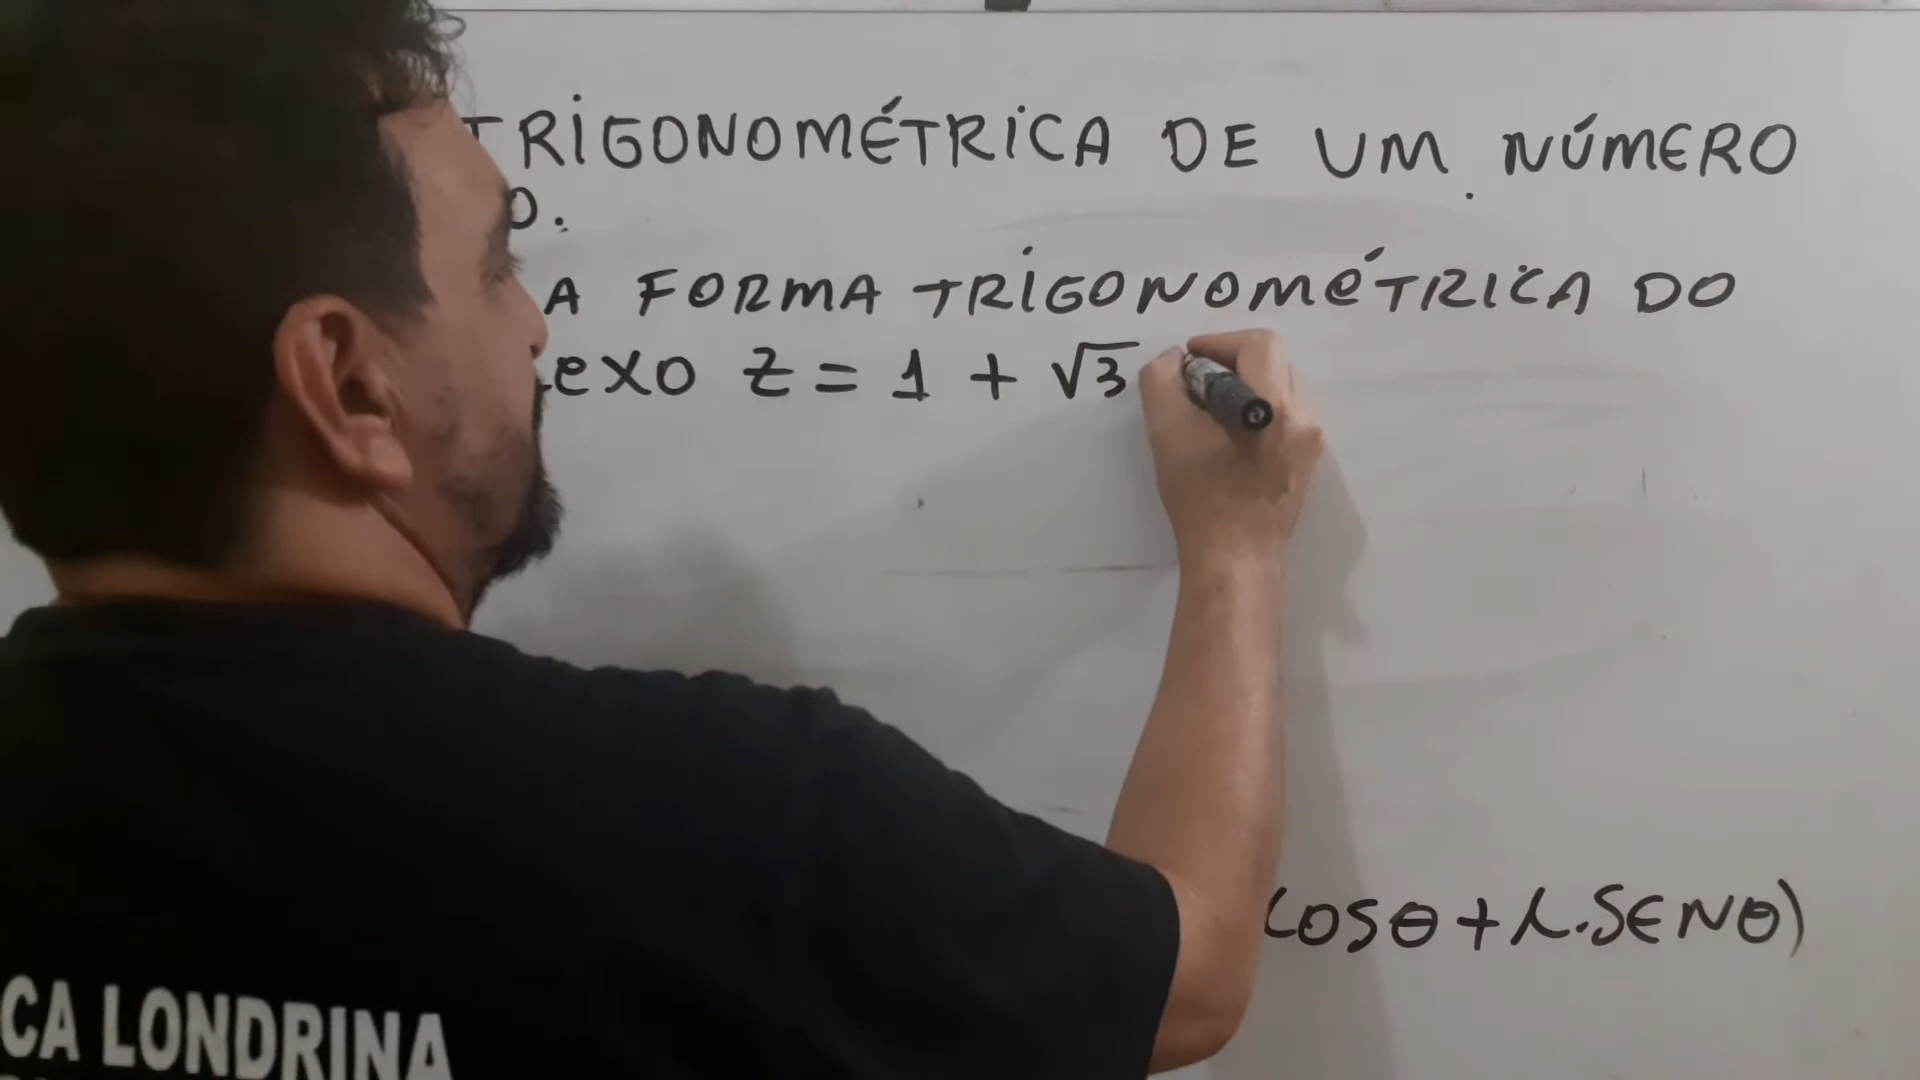 TRIGONOMÉTRICA DE UM NÚMERO
O.
A FORMA TRIGONOMÉTRICA DO
EXO Z = 1 + √3
COSθ + i.SENθ)
CA LONDRINA